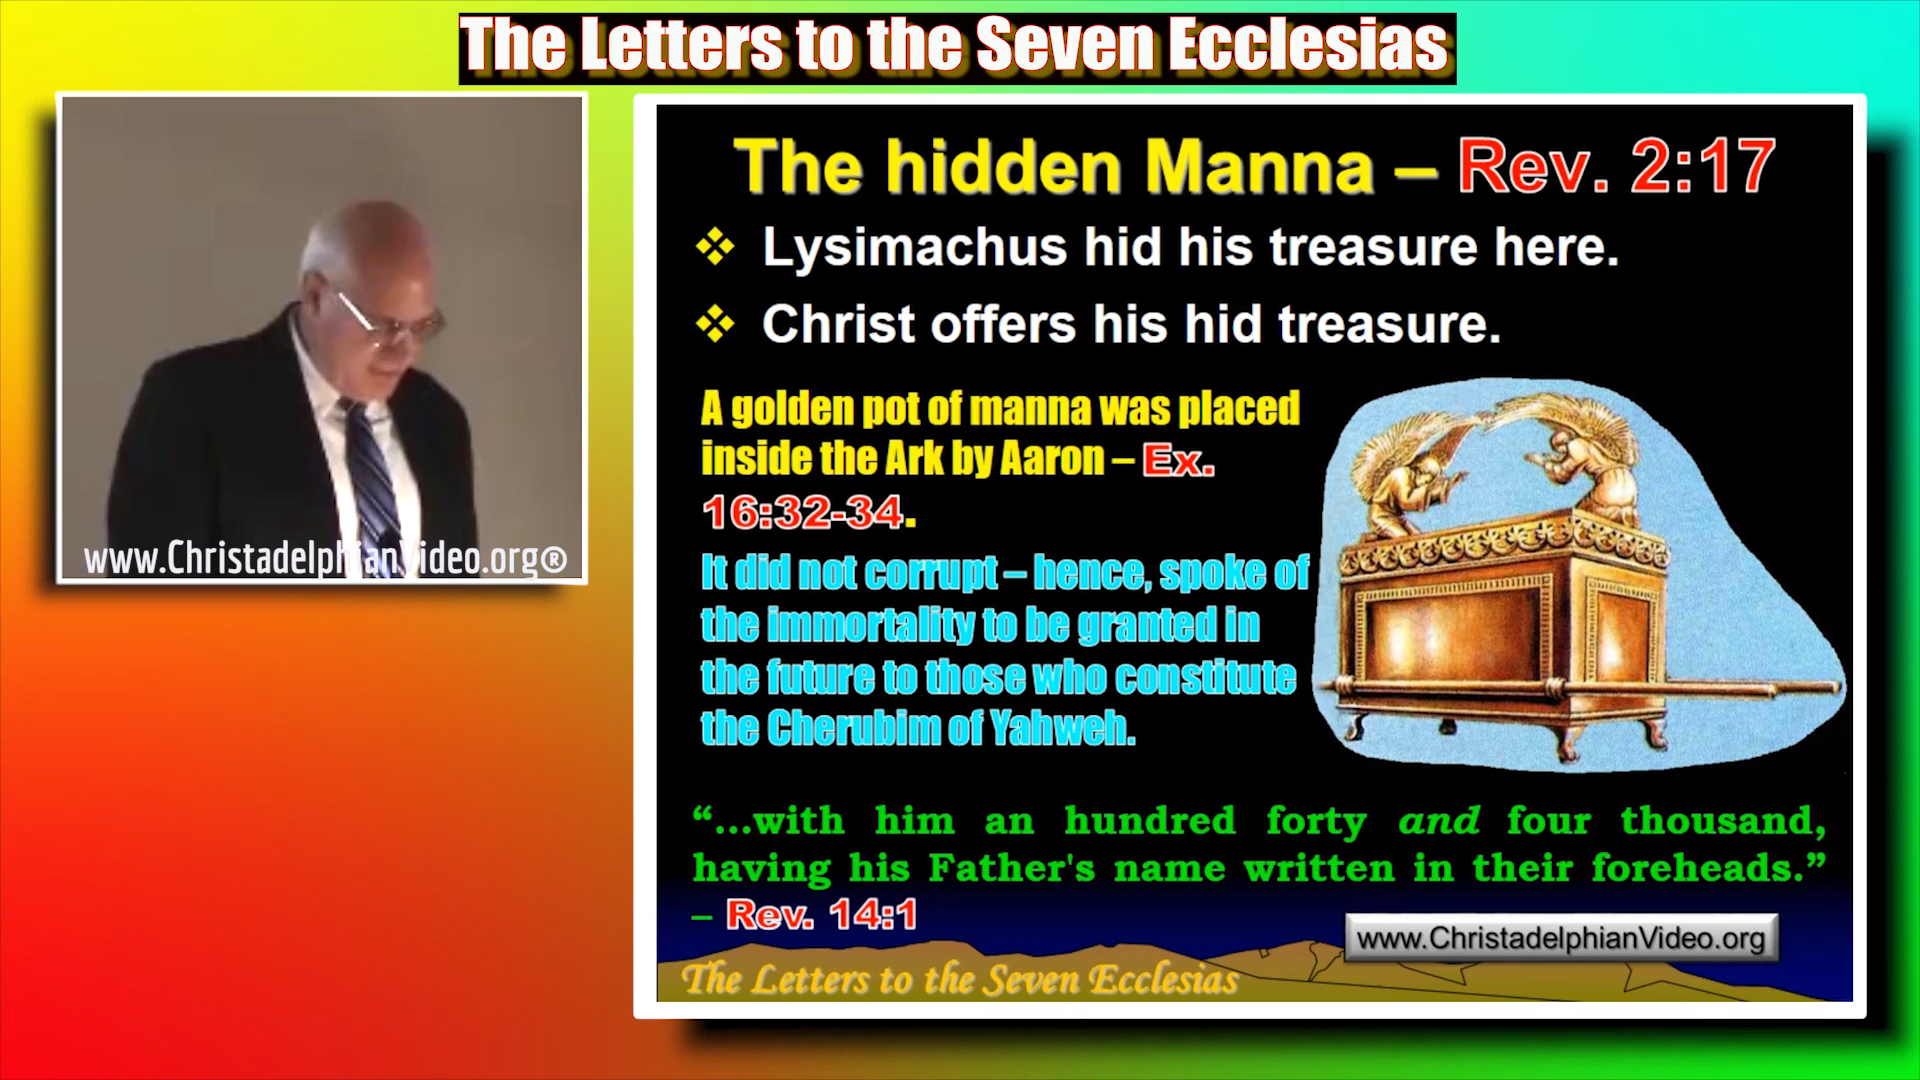 The Letters to the Seven Ecclesias
www.ChristadelphianVideo.org®
The hidden Manna – Rev. 2:17
❖ Lysimachus hid his treasure here.
❖ Christ offers his hid treasure.
A golden pot of manna was placed
inside the Ark by Aaron – Ex.
16:32-34.
It did not corrupt – hence, spoke of
the immortality to be granted in
the future to those who constitute
the Cherubim of Yahweh.
“...with him an hundred forty and four thousand,
having his Father's name written in their foreheads.”
– Rev. 14:1
www.ChristadelphianVideo.org
The Letters to the Seven Ecclesias